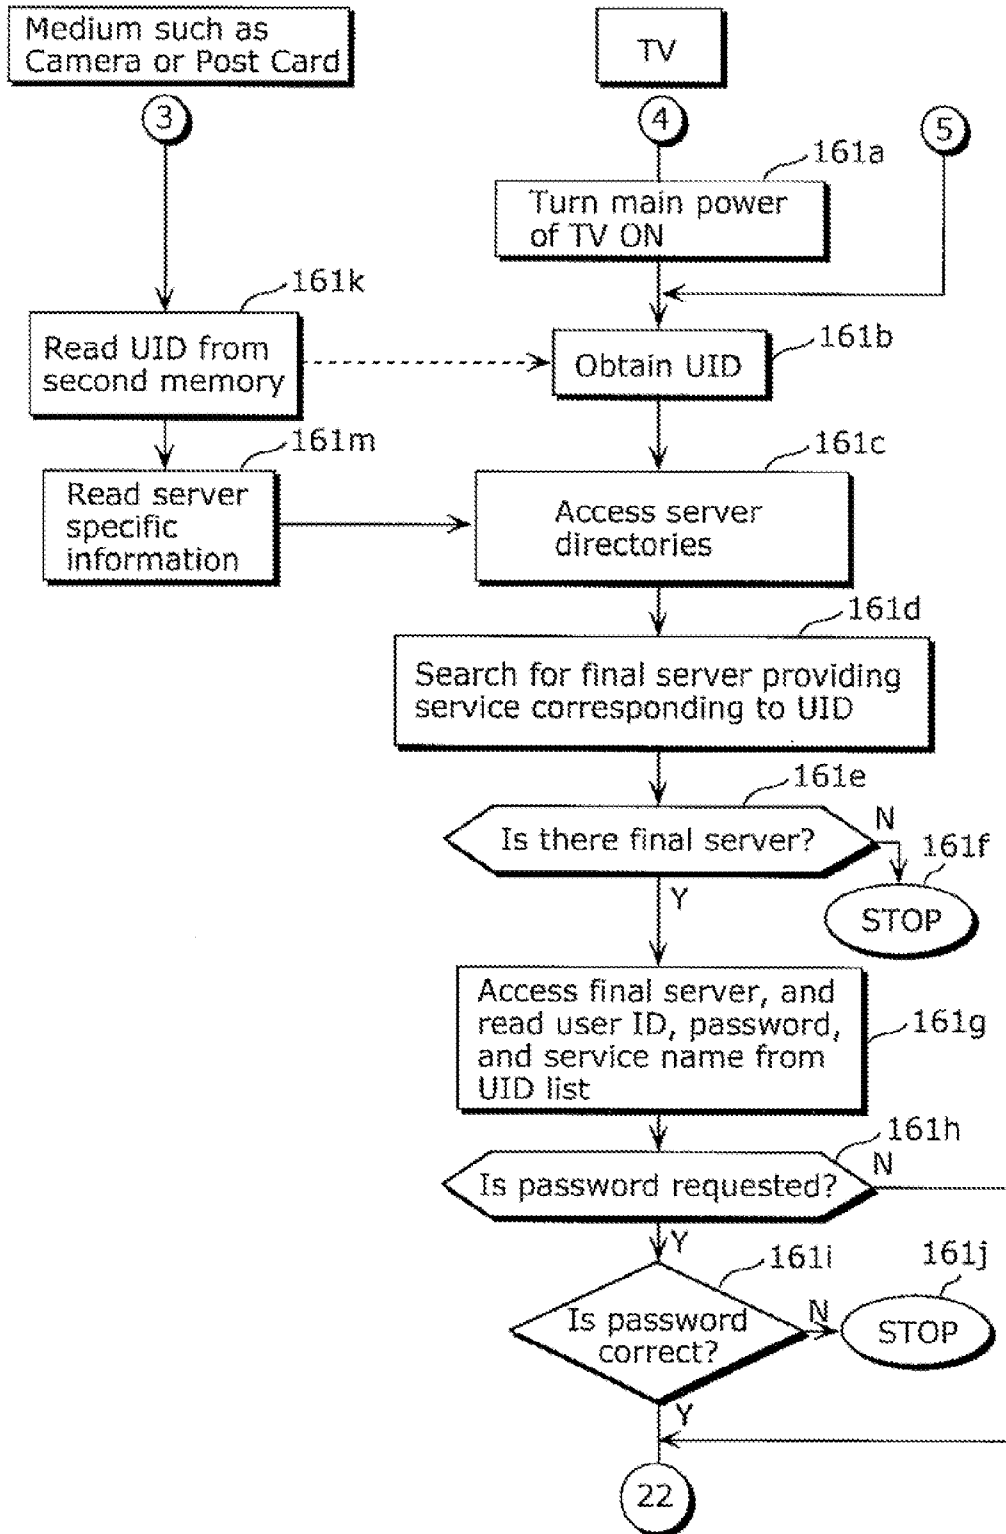 Medium such as
Camera or Post Card
TV
3
4
5
161a
Turn main power
of TV ON
161k
Read UID from
second memory
161b
Obtain UID
161m
Read server
specific
information
161c
Access server
directories
161d
Search for final server providing
service corresponding to UID
161e
Is there final server?
N
161f
STOP
Y
Access final server, and
read user ID, password,
and service name from
UID list
161g
161h
Is password requested?
N
Y
161i
Is password
correct?
N
161j
STOP
Y
22